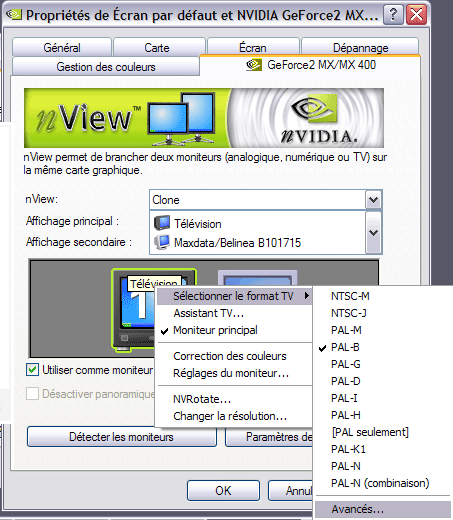 Propriétés de Écran par défaut et NVIDIA GeForce2 MX...
Général
Carte
Écran
Dépannage
Gestion des couleurs
GeForce2 MX/MX 400
nView™
nVIDIA.
nView permet de brancher deux moniteurs (analogique, numérique ou TV) sur
la même carte graphique.
nView:
Clone
Affichage principal :
Télévision
Affichage secondaire :
Maxdata/Belinea B101715
Télévision
1
Utiliser comme moniteur
Désactiver panoramique
Détecter les moniteurs
Paramètres de
OK
Annul
Sélectionner le format TV
Assistant TV...
Moniteur principal
Correction des couleurs
Réglages du moniteur...
NVRotate...
Changer la résolution...
NTSC-M
NTSC-J
PAL-M
PAL-B
PAL-G
PAL-D
PAL-I
PAL-H
[PAL seulement]
PAL-K1
PAL-N
PAL-N (combinaison)
Avancés...